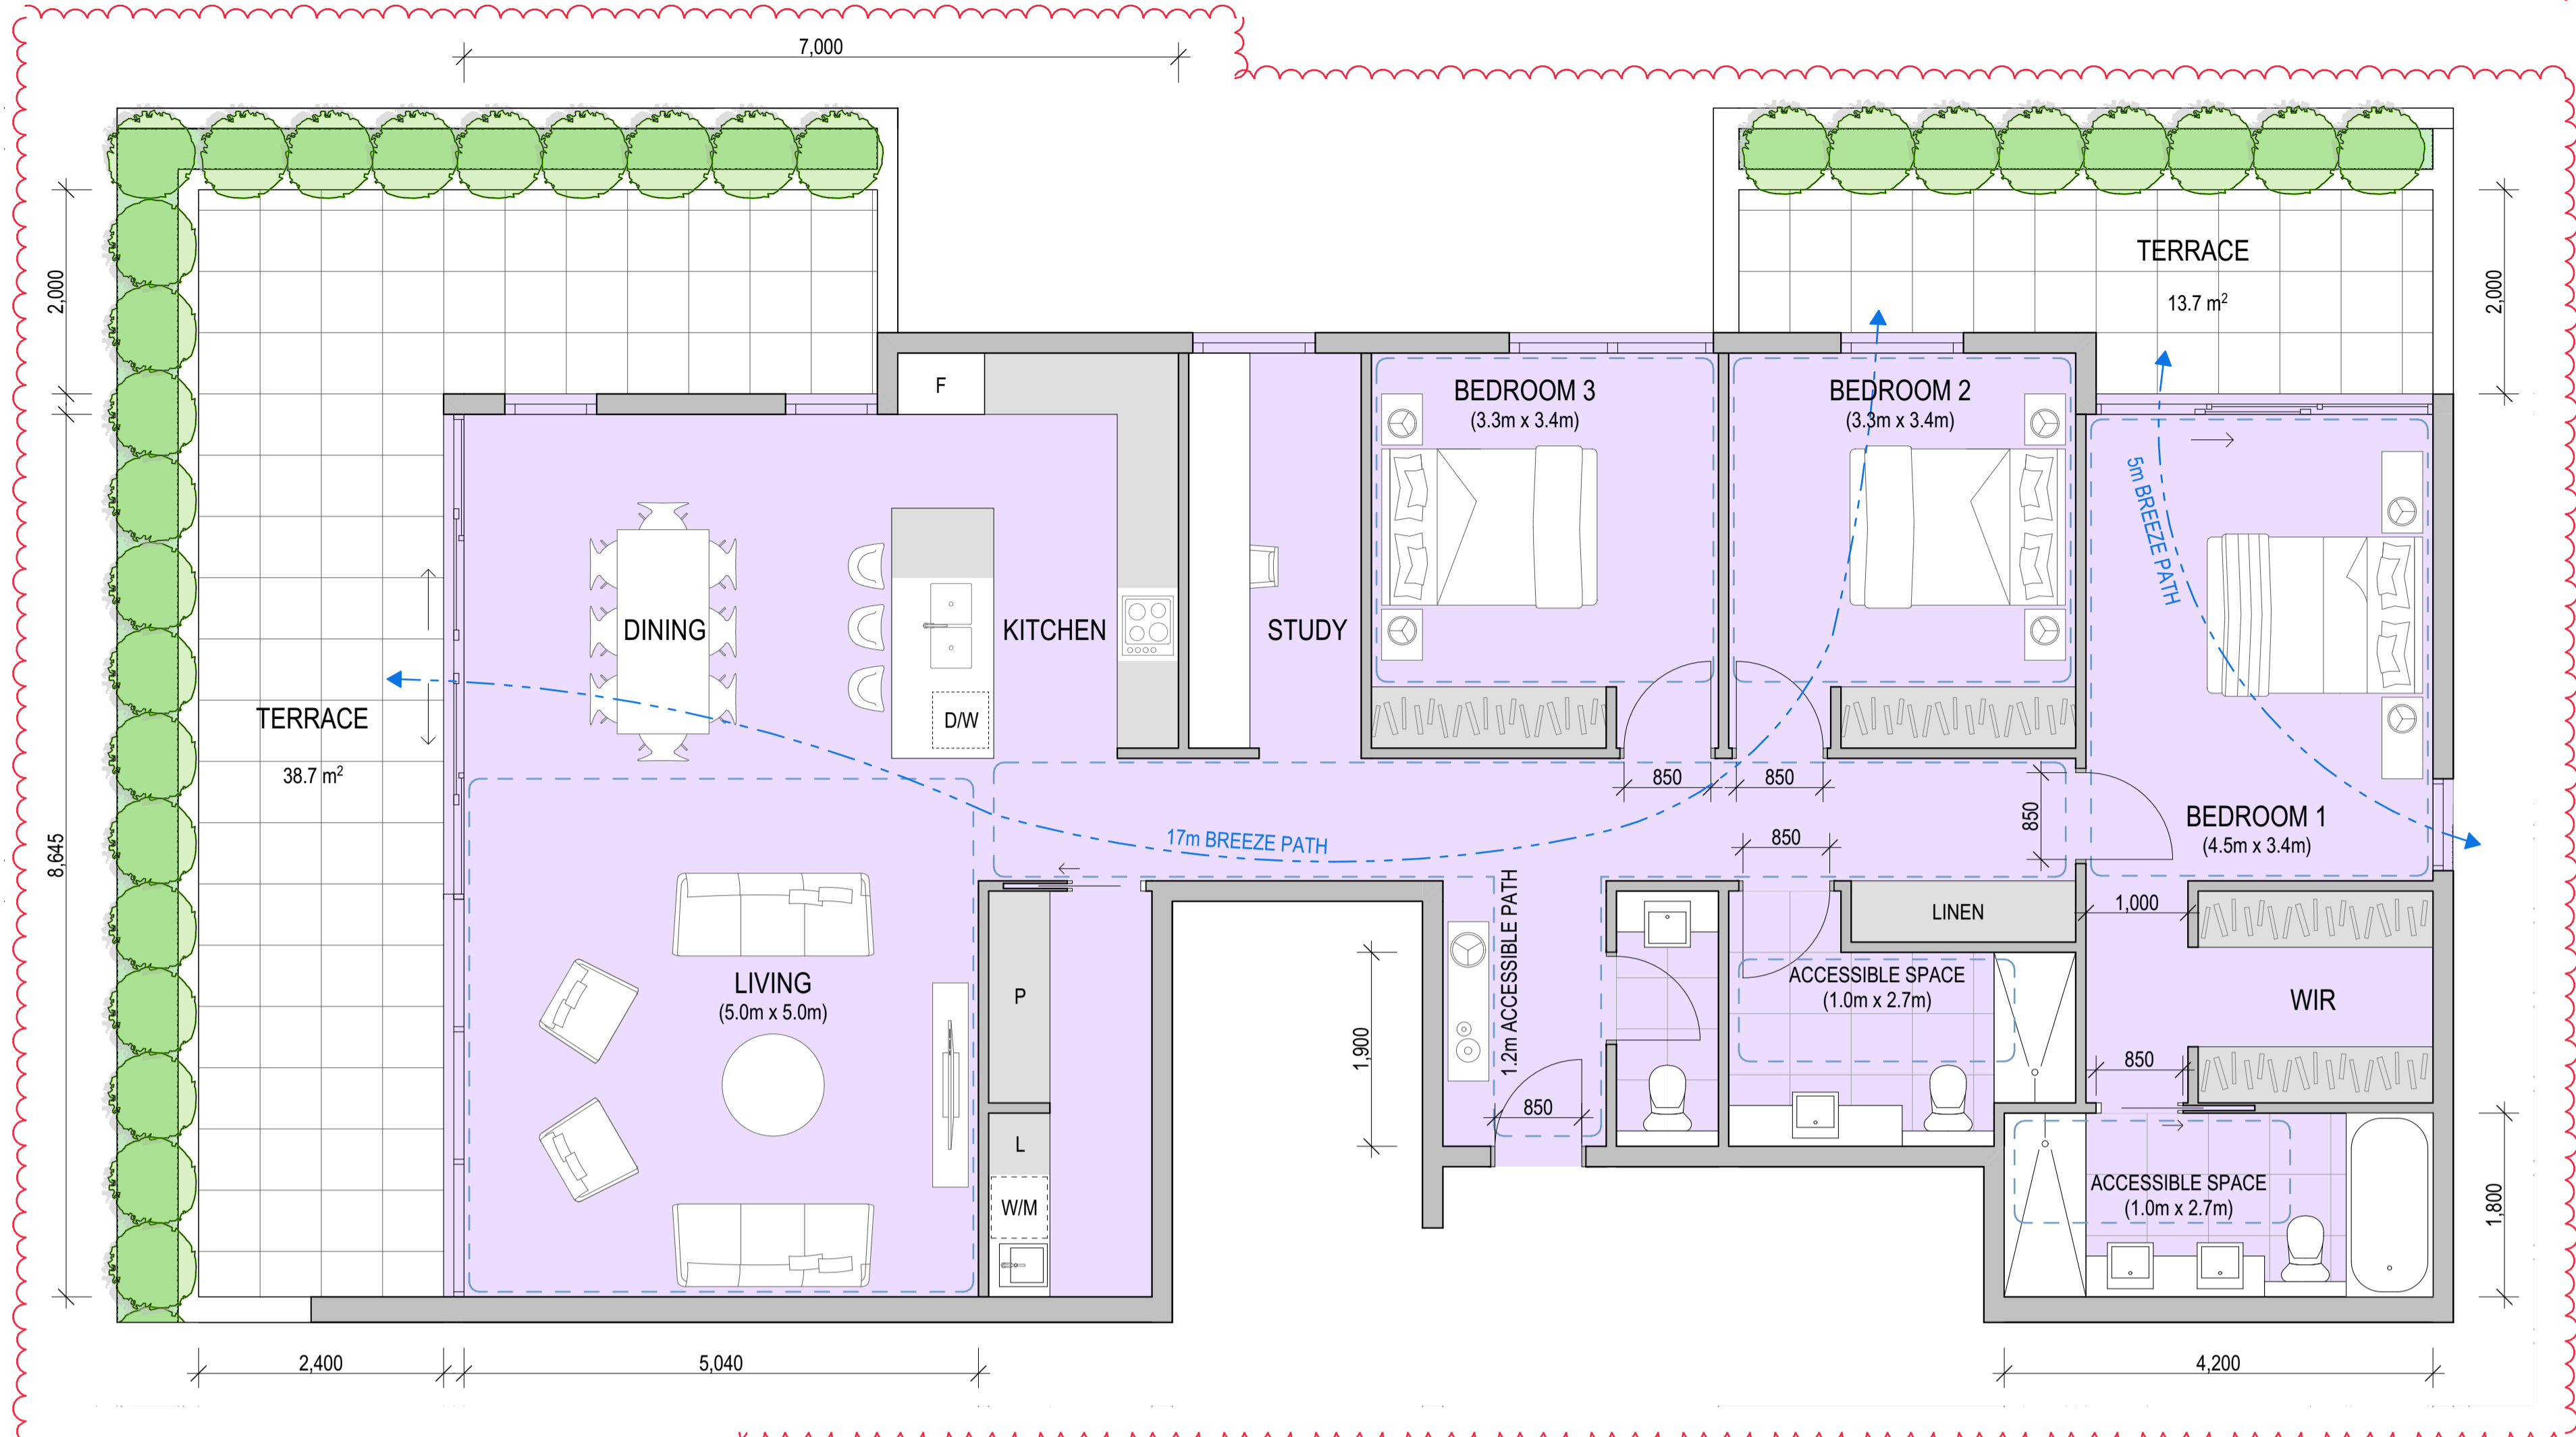 7,000
TERRACE
13.7 m²
2,000
2,000
F
BEDROOM 3
(3.3m x 3.4m)
BEDROOM 2
(3.3m x 3.4m)
5m BREEZE PATH
DINING
KITCHEN
STUDY
D/W
TERRACE
38.7 m²
850
850
850
850
17m BREEZE PATH
BEDROOM 1
(4.5m x 3.4m)
8,645
1,000
LINEN
LIVING
(5.0m x 5.0m)
P
1.2m ACCESSIBLE PATH
ACCESSIBLE SPACE
(1.0m x 2.7m)
WIR
1,900
850
850
L
W/M
ACCESSIBLE SPACE
(1.0m x 2.7m)
1,800
2,400
5,040
4,200